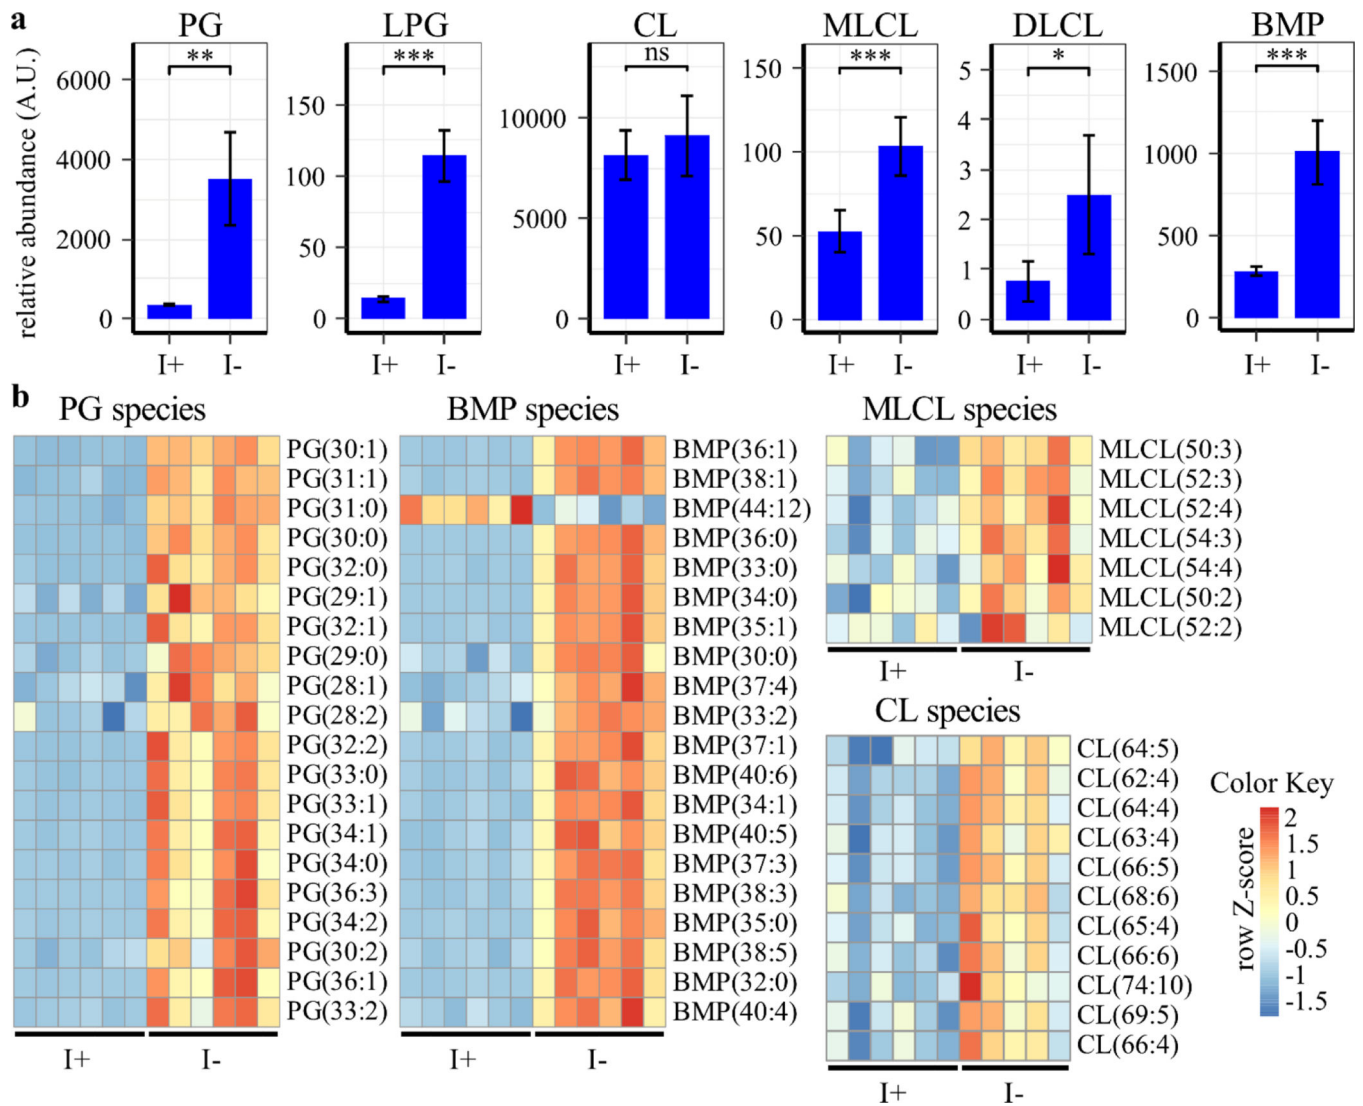 a
PG
LPG
CL
MLCL
DLCL
BMP
relative abundance (A.U.)
6000
4000
2000
0
**
I+
I-
150
100
50
0
***
I+
I-
10000
5000
0
ns
I+
I-
150
100
50
0
***
I+
I-
5
4
3
2
1
0
*
I+
I-
1500
1000
500
0
***
I+
I-
b
PG species
PG(30:1)
PG(31:1)
PG(31:0)
PG(30:0)
PG(32:0)
PG(29:1)
PG(32:1)
PG(29:0)
PG(28:1)
PG(28:2)
PG(32:2)
PG(33:0)
PG(33:1)
PG(34:1)
PG(34:0)
PG(36:3)
PG(34:2)
PG(30:2)
PG(36:1)
PG(33:2)
I+
I-
BMP species
BMP(36:1)
BMP(38:1)
BMP(44:12)
BMP(36:0)
BMP(33:0)
BMP(34:0)
BMP(35:1)
BMP(30:0)
BMP(37:4)
BMP(33:2)
BMP(37:1)
BMP(40:6)
BMP(34:1)
BMP(40:5)
BMP(37:3)
BMP(38:3)
BMP(35:0)
BMP(38:5)
BMP(32:0)
BMP(40:4)
I+
I-
MLCL species
MLCL(50:3)
MLCL(52:3)
MLCL(52:4)
MLCL(54:3)
MLCL(54:4)
MLCL(50:2)
MLCL(52:2)
I+
I-
CL species
CL(64:5)
CL(62:4)
CL(64:4)
CL(63:4)
CL(66:5)
CL(68:6)
CL(65:4)
CL(66:6)
CL(74:10)
CL(69:5)
CL(66:4)
I+
I-
Color Key
row Z-score
2
1.5
1
0.5
0
-0.5
-1
-1.5